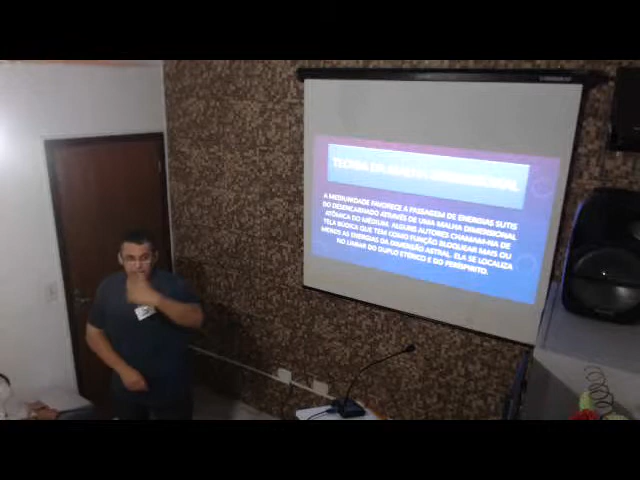 TEORIA DA MALHA DIMENSIONAL
A MEDIUNIDADE FAVORECE A PASSAGEM DE ENERGIAS SUTIS
DO DESENCARNADO ATRAVÉS DE UMA MALHA DIMENSIONAL
ATÔMICA DO MÉDIUM. ALGUNS AUTORES CHAMAM-NA DE
TELA BÚDICA QUE TEM COMO FUNÇÃO BLOQUEAR MAIS OU
MENOS AS ENERGIAS DA DIMENSÃO ASTRAL. ELA SE LOCALIZA
NO LIMIAR DO DUPLO ETÉRICO E DO PERÍSPIRITO.